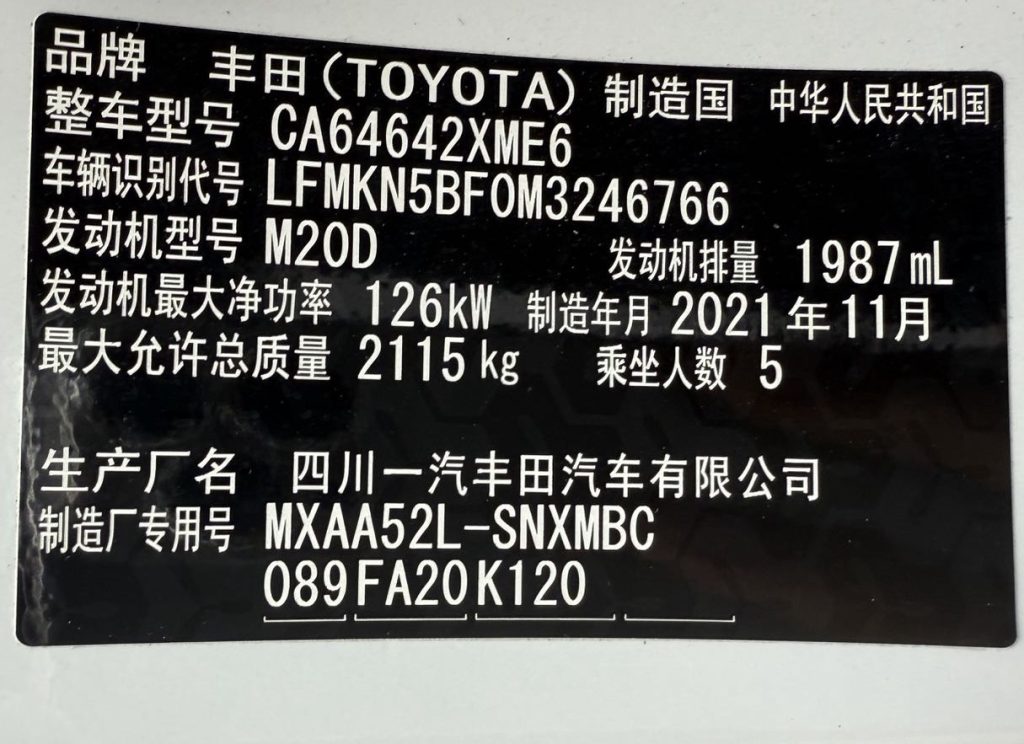 品牌 丰田(TOYOTA) 制造国 中华人民共和国
整车型号 CA64642XME6
车辆识别代号 LFMKN5BF0M3246766
发动机型号 M20D 发动机排量 1987mL
发动机最大净功率 126kW 制造年月 2021年11月
最大允许总质量 2115kg 乘坐人数 5
生产厂名 四川一汽丰田汽车有限公司
制造厂专用号 MXAA52L-SNXMBC
089 FA20 K120